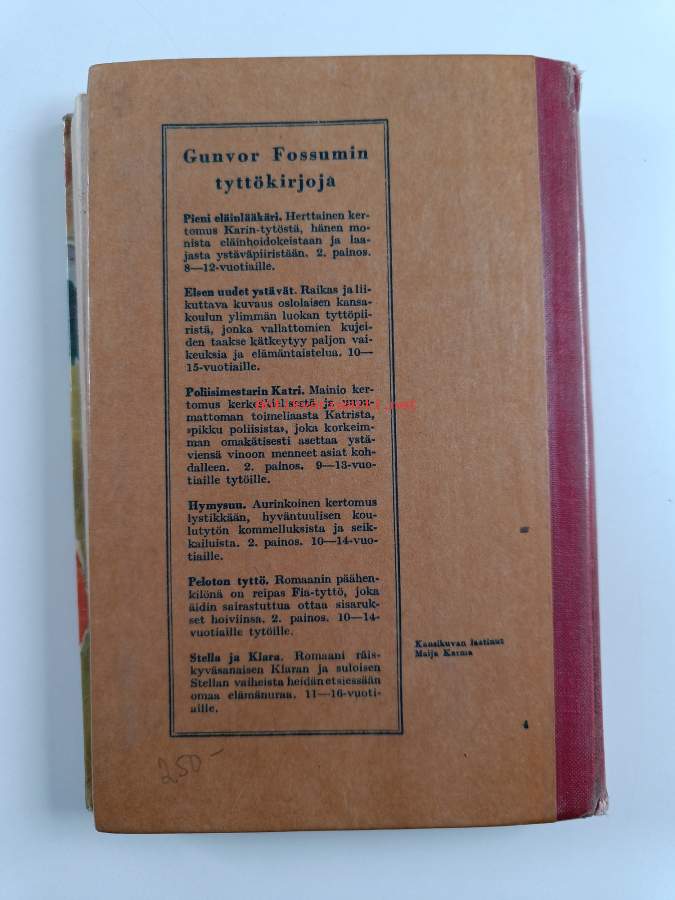 Gunvor Fossumin
tyttökirjoja
Pieni eläinlääkäri. Herttainen ker-
tomus Karin-tytöstä, hänen mo-
nista eläinhoidokeistaan ja laa-
jasta ystäväpiiristään. 2. painos.
8—12-vuotiaille.
Elsen uudet ystävät. Raikas ja lii-
kuttava kuvaus oslolaisen kansa-
koulun ylimmän luokan tyttöpii-
ristä, jonka vallattomien kujei-
den taakse kätkeytyy paljon vai-
keuksia ja elämäntaistelua. 10—
15-vuotiaille.
Poliisimestarin Katri. Mainio ker-
tomus kerkeäkielisestä ja
mattoman toimeliaasta Katrista,
»pikku poliisista», joka korkeim-
man omakätisesti asettaa ystä-
viensä vinoon menneet asiat koh-
dalleen. 2. painos. 9—13-vuo-
tiaille tytöille.
Hymysun. Aurinkoinen kertomus
lystikkään, hyväntuulisen kou-
lutytön kommelluksista ja seik-
kailuista. 2. painos. 10—14-vuo-
tiaille.
Peloton tyttö. Romaanin päähen-
kilönä on reipas Fia-tyttö, joka
äidin sairastuttua ottaa sisaruk-
set hoiviinsa. 2. painos. 10—14-
vuotiaille tytöille.
Stella ja Klara. Romaani räis-
kyväsanaisen Klaran ja suloisen
Stellan vaiheista heidän etsiessään
omaa elämänuraa. 11—16-vuoti-
aille.
Kansikuvan laatinut
Maija Karma
4
250-